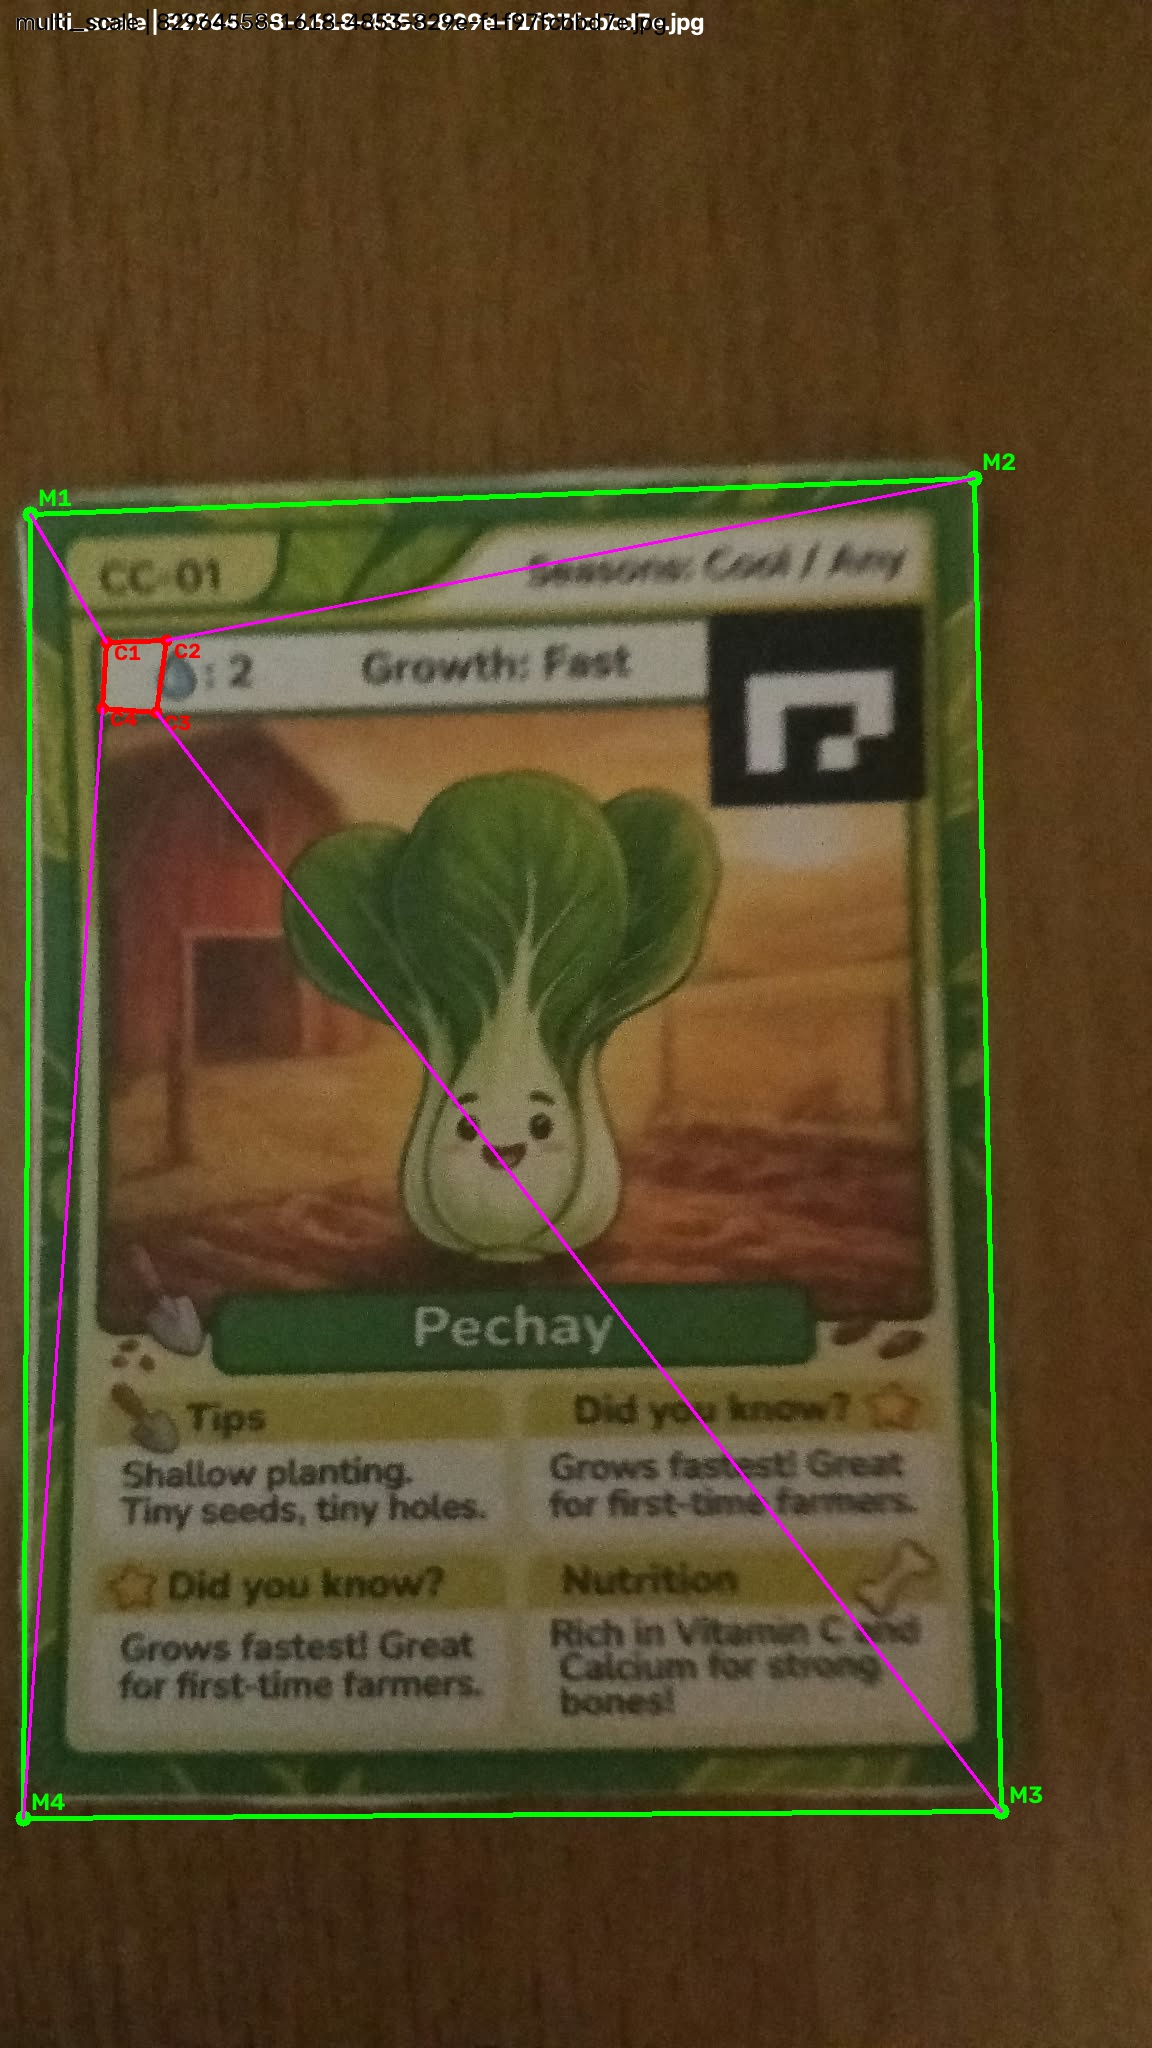 M1
M2
CC-01
Seasons: Cool / Any
C1
C2
: 2
Growth: Fast
C4
C3
Pechay
Tips
Did you know?
Shallow planting.
Tiny seeds, tiny holes.
Grows fastest! Great
for first-time farmers.
Did you know?
Nutrition
Grows fastest! Great
for first-time farmers.
Rich in Vitamin C and
Calcium for strong
bones!
M4
M3